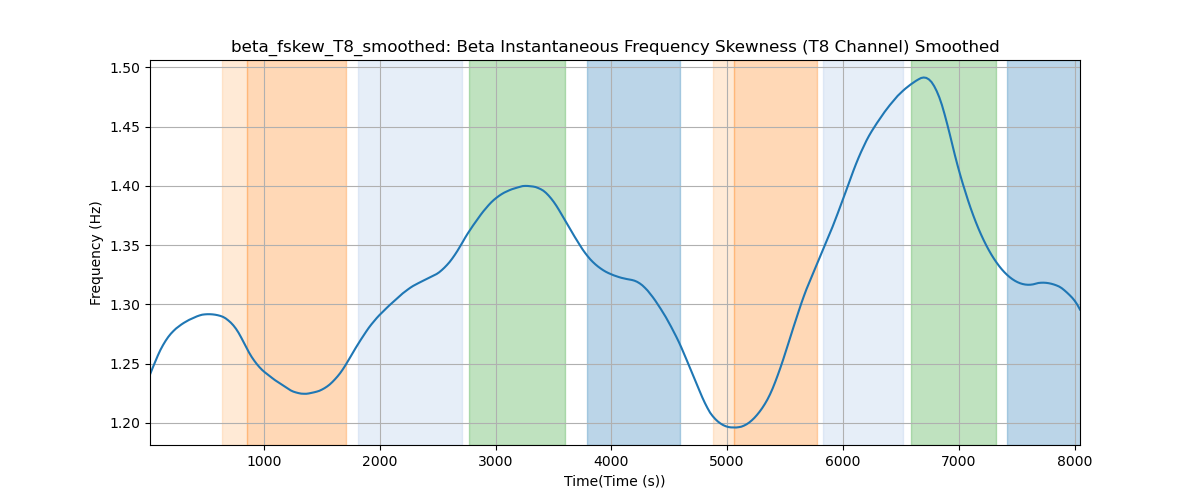 beta_fskew_T8_smoothed: Beta Instantaneous Frequency Skewness (T8 Channel) Smoothed
1.50
1.45
1.40
1.35
1.30
1.25
1.20
Frequency (Hz)
1000 2000 3000 4000 5000 6000 7000 8000
Time(Time (s))